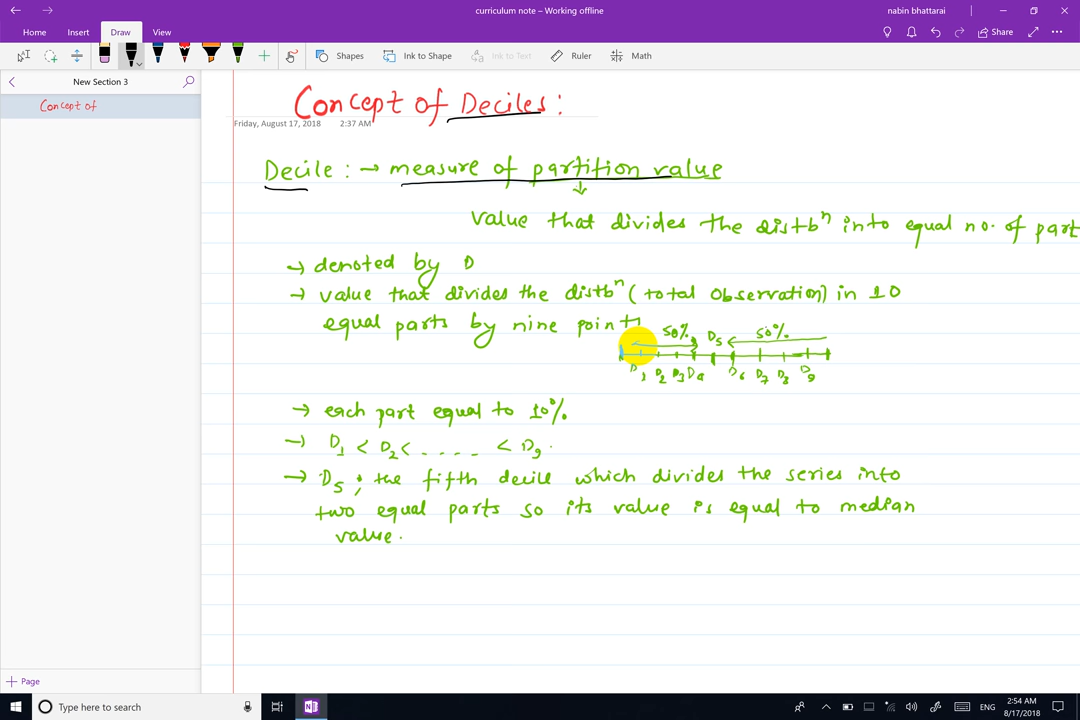 curriculum note – Working offline
nabin bhattarai
Home Insert Draw View
Share
Shapes Ink to Shape Ink to Text Ruler Math
New Section 3
Concept of
Concept of Deciles:
Friday, August 17, 2018 2:37 AM
Decile : → measure of partition value
Value that divides the distbⁿ into equal no. of part
→ denoted by D
→ value that divides the distbⁿ (total observation) in 10
equal parts by nine point
50% D5 50%
D1 D2 D3 D4 D6 D7 D8 D9
→ each part equal to 10%
→ D1 < D2 < ..... < D9.
→ D5; the fifth decile which divides the series into
two equal parts so its value is equal to median
value.
+ Page
Type here to search
ENG
2:54 AM
8/17/2018